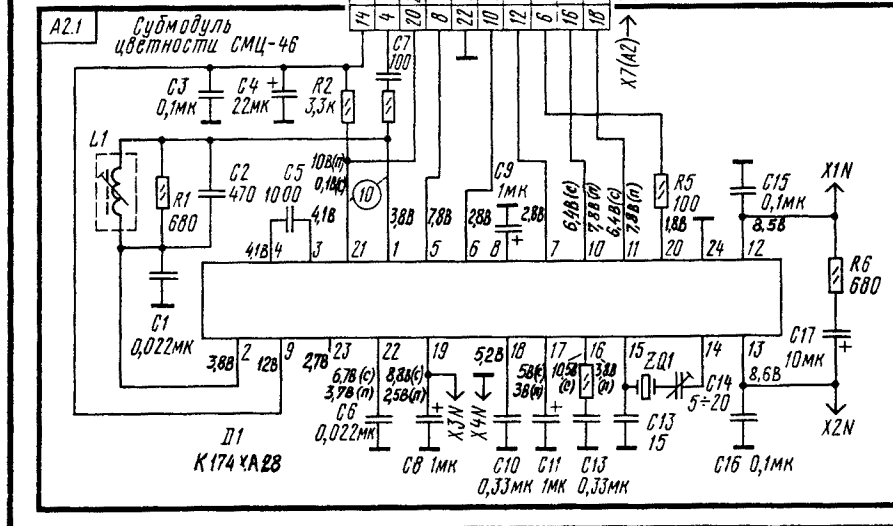 14 4 20 8 22 10 12 6 16 18
X7(A2)
A2.1
Субмодуль
цветности СМЦ-46
C7
100
C3
0,1мк
C4
22мк
R2
3,3к
L1
R1
680
C2
470
C5
1000
10В(п)
0,1В(с)
10
C9
1мк
R5
100
C15
0,1мк
X1N
4,1В
4,1В
3,8В
7,8В
2,8В
2,8В
6,4В(с)
7,8В(п)
6,4В(с)
7,8В(п)
1,8В
8,5В
4 3 21 1 5 6 8 7 10 11 20 24 12
R6
680
C1
0,022мк
2 9 23 22 19 18 17 16 15 14 13
3,8В
12В
2,7В
6,7В(с)
3,7В(п)
8,8В(с)
2,5В(п)
5,2В
5В(с)
3В(п)
10,5В
(с)
3,8В
(п)
ZQ1
C14
5÷20
8,6В
C17
10мк
D1
К174ХА28
C6
0,022мк
C8 1мк
X3N
X4N
C10
0,33мк
C11
1мк
C13
0,33мк
C13
15
C16 0,1мк
X2N